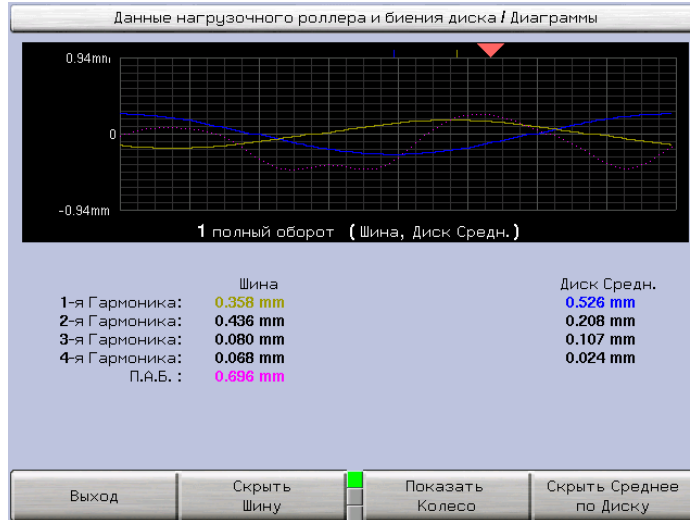 Данные нагрузочного роллера и биения диска / Диаграммы
0.94mm
0
-0.94mm
1 полный оборот (Шина, Диск Средн.)
Шина Диск Средн.
1-я Гармоника: 0.358 mm 0.526 mm
2-я Гармоника: 0.436 mm 0.208 mm
3-я Гармоника: 0.080 mm 0.107 mm
4-я Гармоника: 0.068 mm 0.024 mm
П.А.Б. : 0.696 mm
Выход
Скрыть
Шину
Показать
Колесо
Скрыть Среднее
по Диску